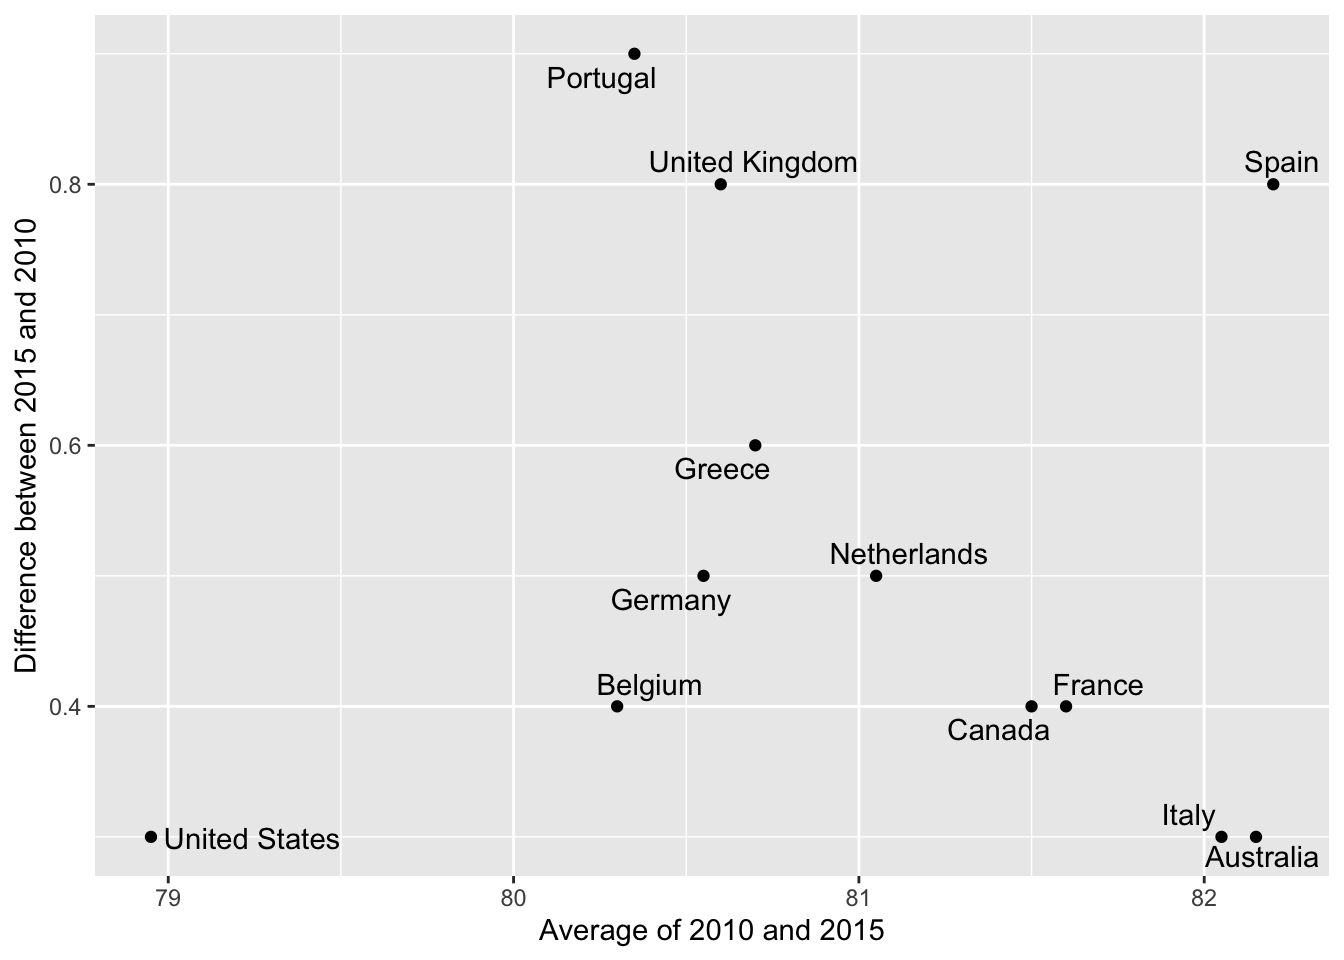 Portugal
United Kingdom
Spain
0.8
Difference between 2015 and 2010
0.6
Greece
Netherlands
Germany
Belgium
France
0.4
Canada
Italy
United States
Australia
79
80
81
82
Average of 2010 and 2015